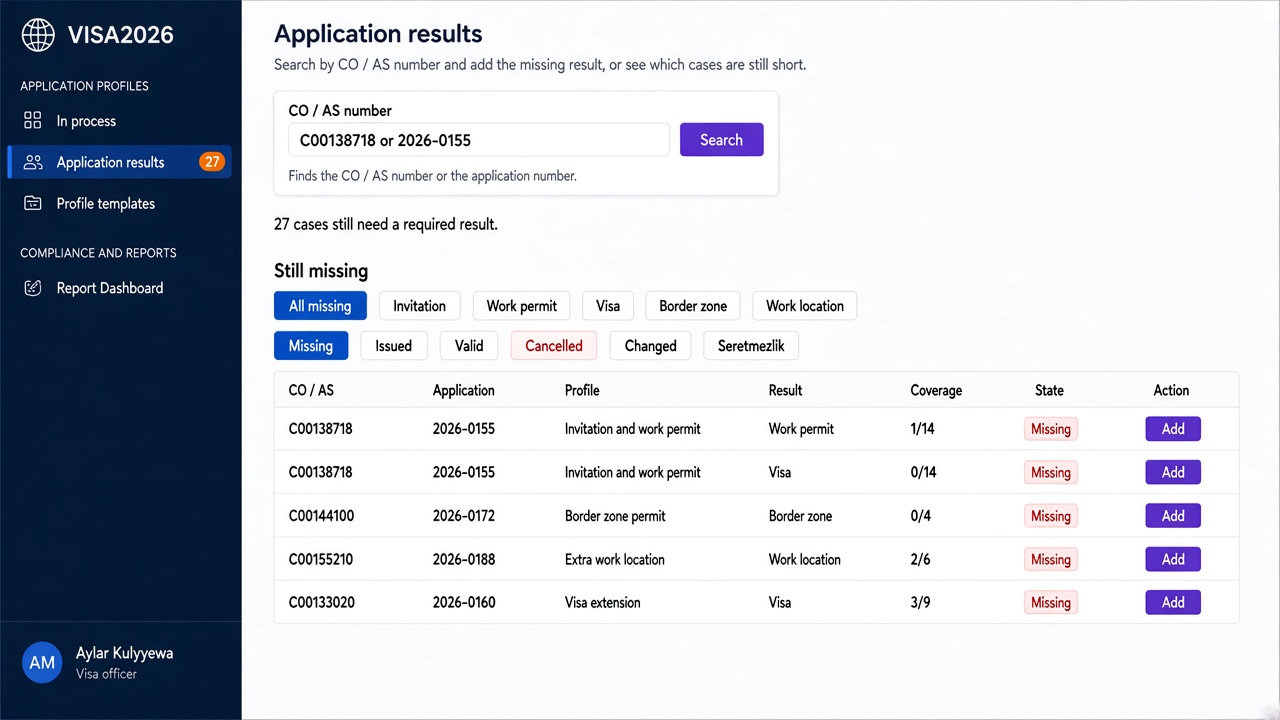 VISA2026
APPLICATION PROFILES
In process
Application results 27
Profile templates
COMPLIANCE AND REPORTS
Report Dashboard
AM
Aylar Kulyyewa
Visa officer
Application results
Search by CO / AS number and add the missing result, or see which cases are still short.
CO / AS number
C00138718 or 2026-0155 Search
Finds the CO / AS number or the application number.
27 cases still need a required result.
Still missing
All missing Invitation Work permit Visa Border zone Work location
Missing Issued Valid Cancelled Changed Seretmezlik
CO / AS Application Profile Result Coverage State Action
C00138718 2026-0155 Invitation and work permit Work permit 1/14 Missing Add
C00138718 2026-0155 Invitation and work permit Visa 0/14 Missing Add
C00144100 2026-0172 Border zone permit Border zone 0/4 Missing Add
C00155210 2026-0188 Extra work location Work location 2/6 Missing Add
C00133020 2026-0160 Visa extension Visa 3/9 Missing Add